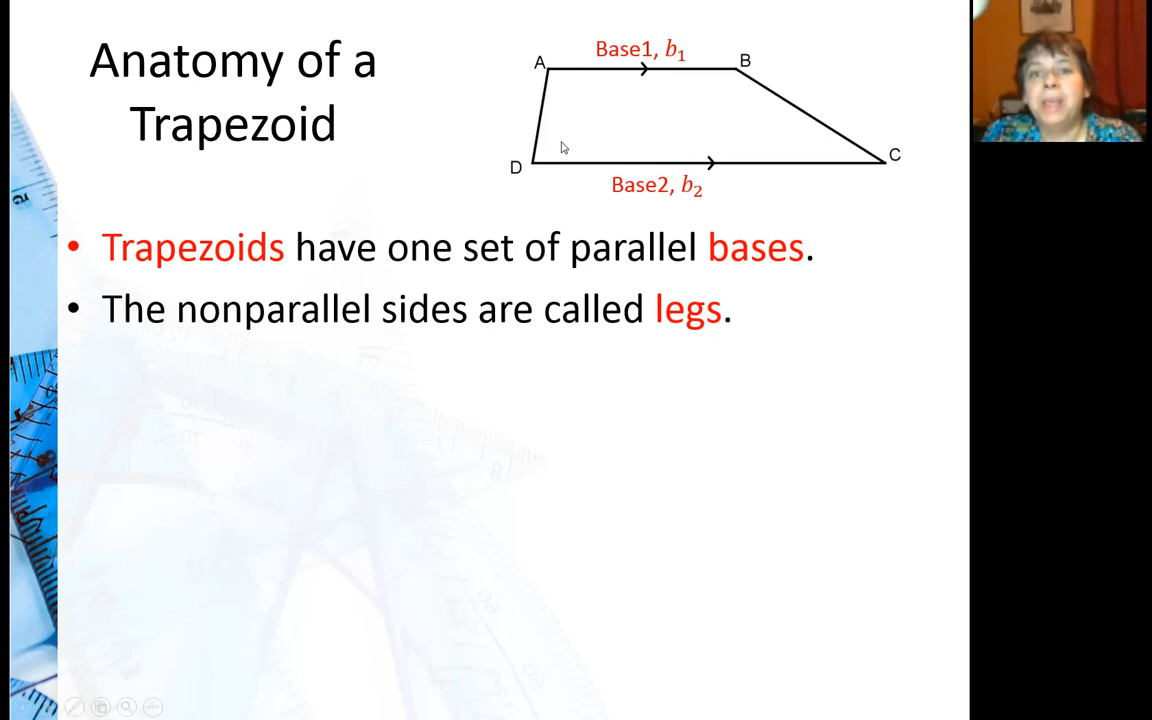 Anatomy of a
Trapezoid
A
Base1, b₁
B
D
Base2, b₂
C
• Trapezoids have one set of parallel bases.
• The nonparallel sides are called legs.